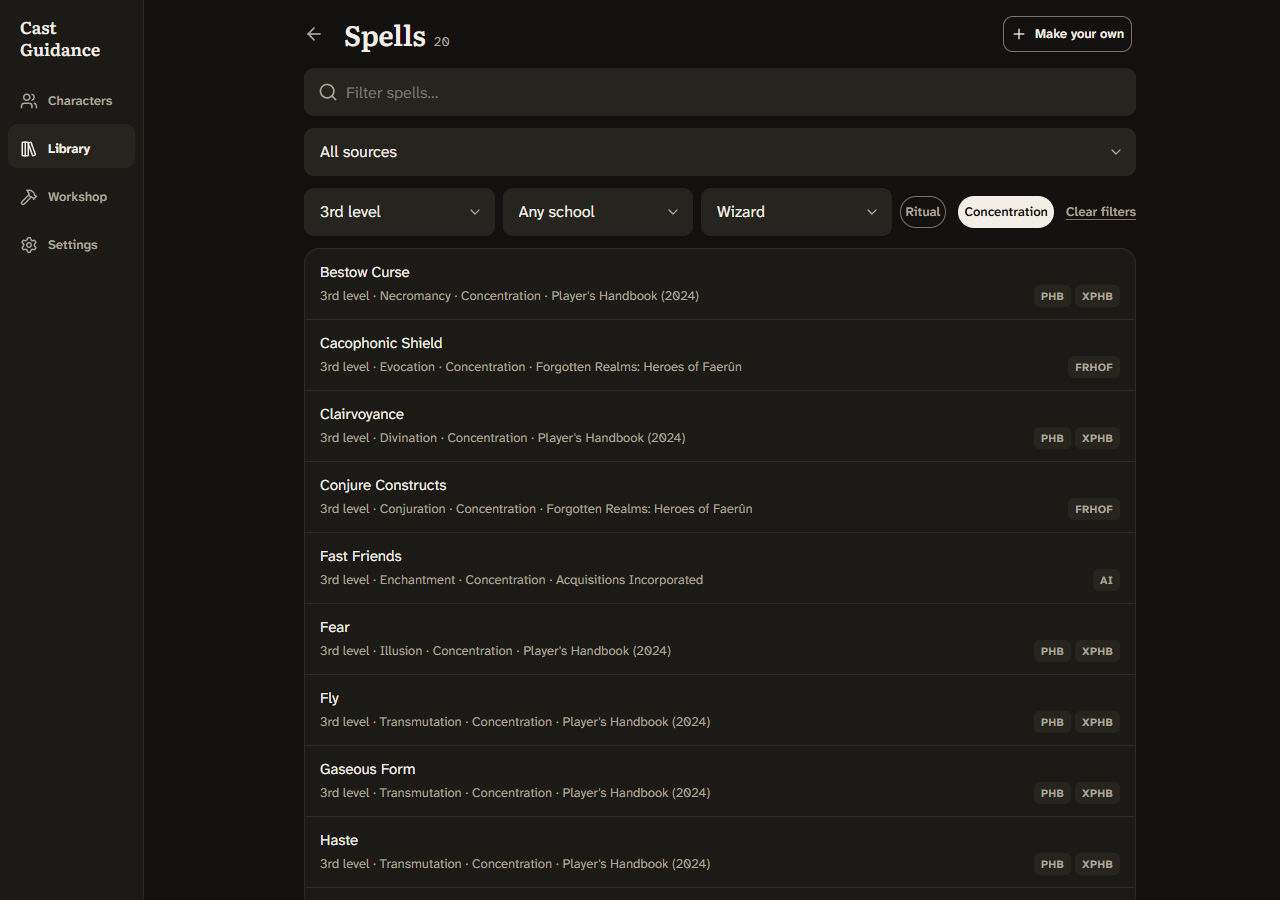 Cast
Guidance
Characters
Library
Workshop
Settings
Spells 20
Make your own
Filter spells...
All sources
3rd level
Any school
Wizard
Ritual
Concentration
Clear filters
Bestow Curse
3rd level · Necromancy · Concentration · Player's Handbook (2024)
PHB XPHB
Cacophonic Shield
3rd level · Evocation · Concentration · Forgotten Realms: Heroes of Faerûn
FRHOF
Clairvoyance
3rd level · Divination · Concentration · Player's Handbook (2024)
PHB XPHB
Conjure Constructs
3rd level · Conjuration · Concentration · Forgotten Realms: Heroes of Faerûn
FRHOF
Fast Friends
3rd level · Enchantment · Concentration · Acquisitions Incorporated
AI
Fear
3rd level · Illusion · Concentration · Player's Handbook (2024)
PHB XPHB
Fly
3rd level · Transmutation · Concentration · Player's Handbook (2024)
PHB XPHB
Gaseous Form
3rd level · Transmutation · Concentration · Player's Handbook (2024)
PHB XPHB
Haste
3rd level · Transmutation · Concentration · Player's Handbook (2024)
PHB XPHB